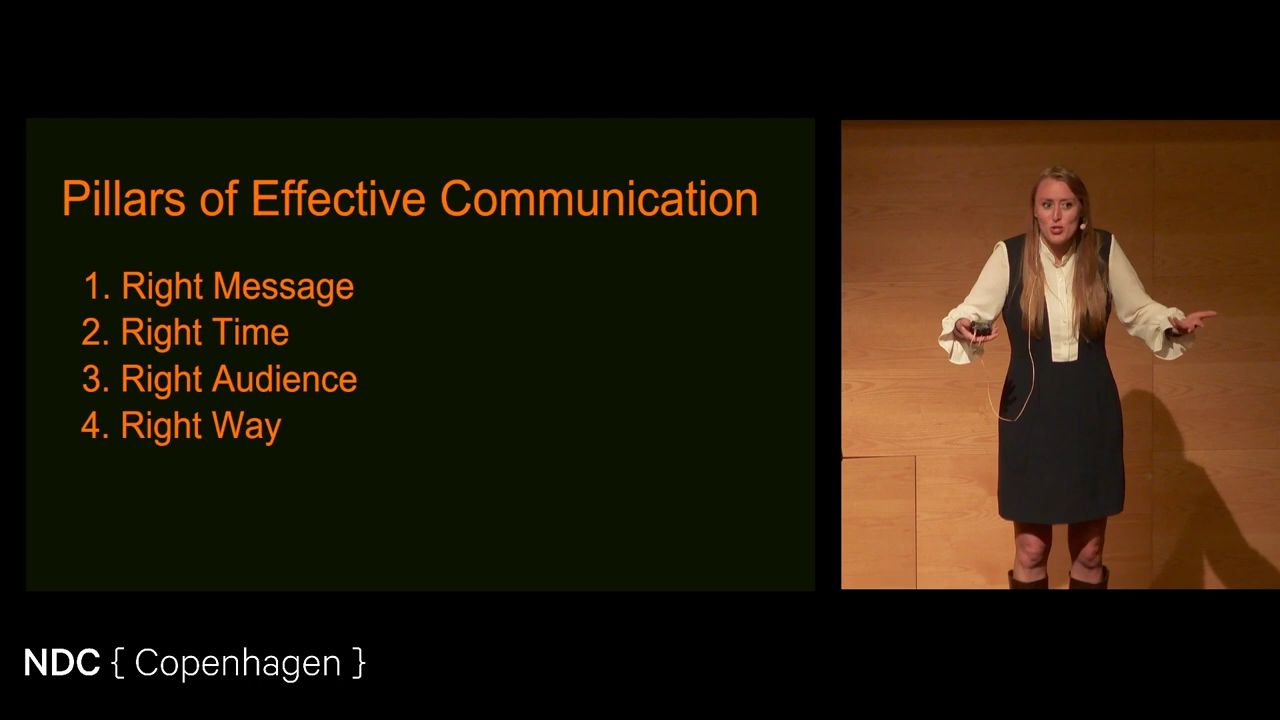 Pillars of Effective Communication
1. Right Message
2. Right Time
3. Right Audience
4. Right Way
NDC { Copenhagen }